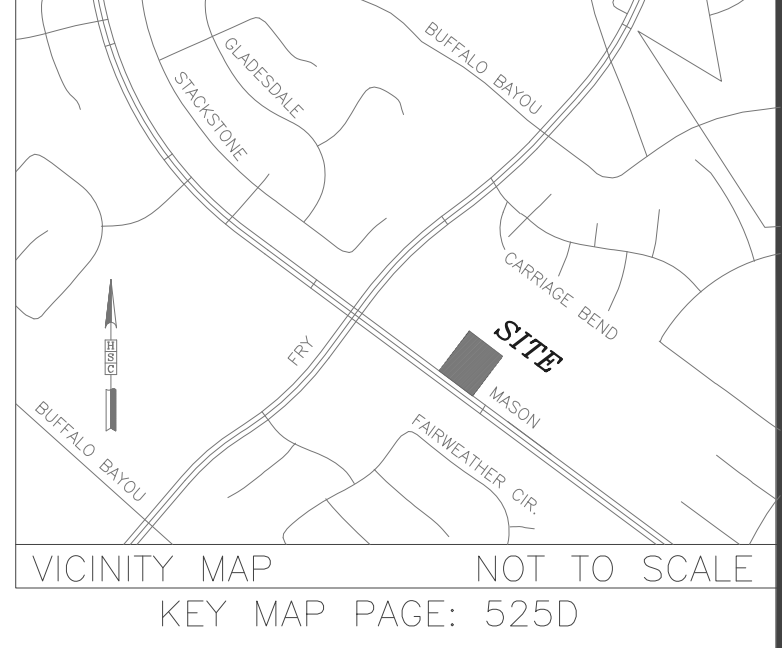 BUFFALO BAYOU
GLADESDALE
STACKSTONE
CARRIAGE BEND
SITE
H
S
C
FRY
MASON
BUFFALO BAYOU
FAIRWEATHER CIR.
VICINITY MAP NOT TO SCALE
KEY MAP PAGE: 525D